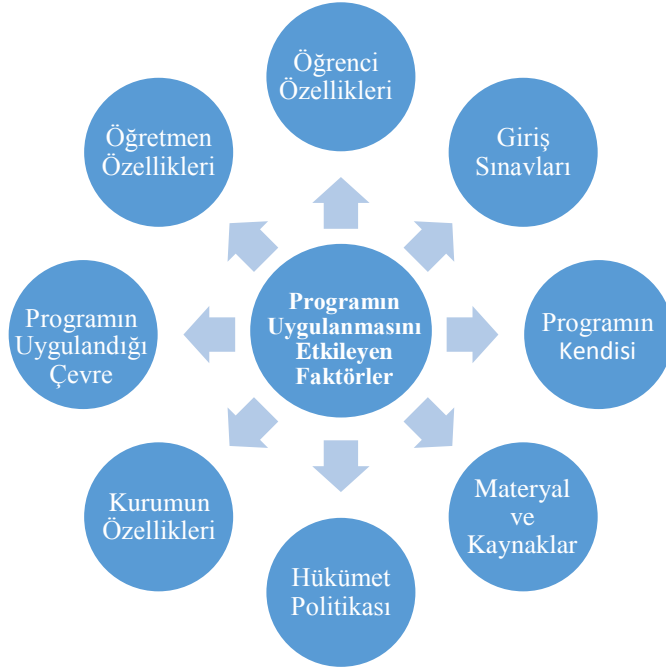 Öğrenci
Özellikleri
Öğretmen
Özellikleri
Giriş
Sınavları
Programın
Uygulanmasını
Etkileyen
Faktörler
Programın
Uygulandığı
Çevre
Programın
Kendisi
Kurumun
Özellikleri
Materyal
ve
Kaynaklar
Hükümet
Politikası